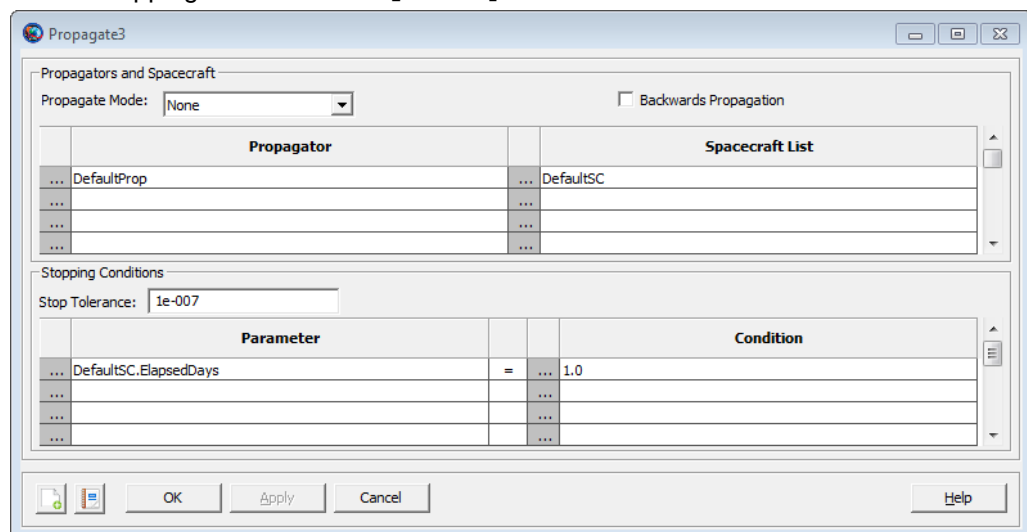 Propagate3
Propagators and Spacecraft
Propagate Mode: None Backwards Propagation
Propagator Spacecraft List
... DefaultProp ... DefaultSC
... ...
... ...
... ...
Stopping Conditions
Stop Tolerance: 1e-007
Parameter Condition
... DefaultSC.ElapsedDays = ... 1.0
... ...
... ...
... ...
OK Apply Cancel Help